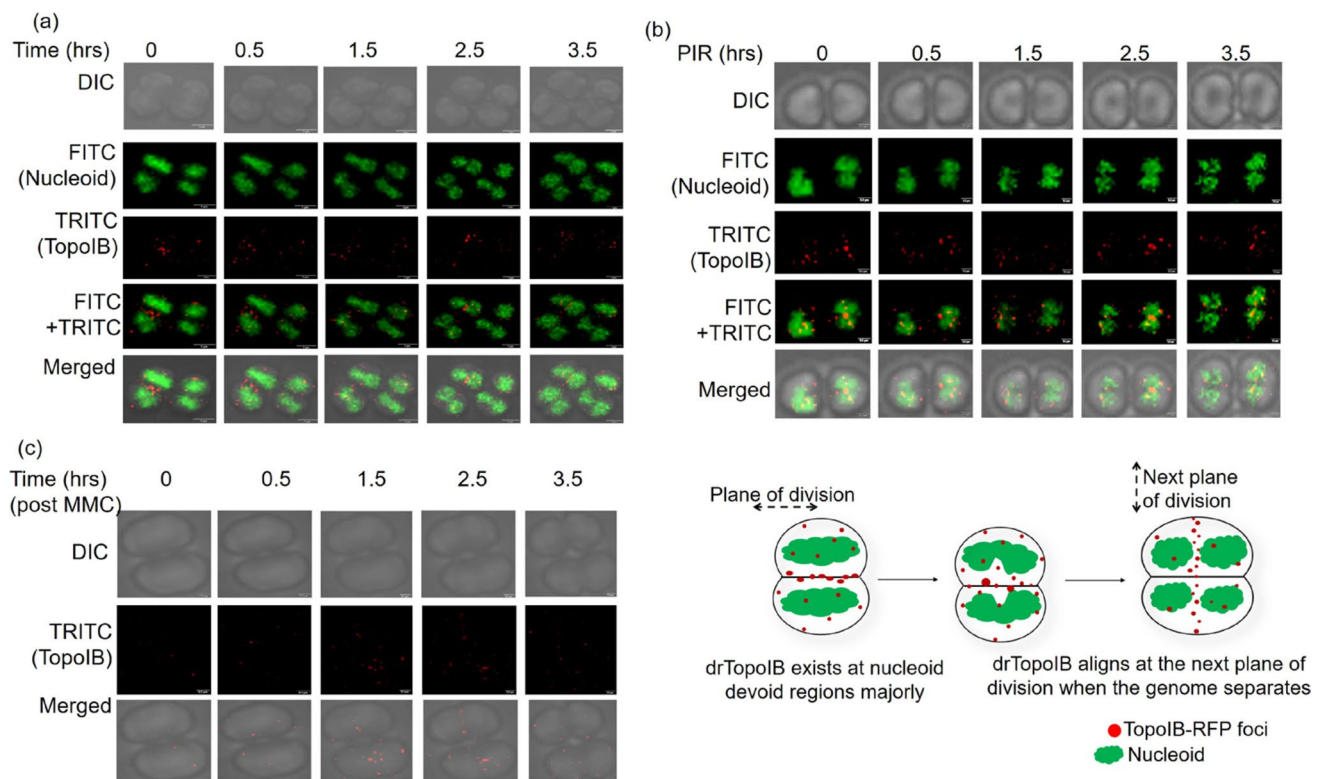 (a)
Time (hrs) 0 0.5 1.5 2.5 3.5
DIC
FITC
(Nucleoid)
TRITC
(TopoIB)
FITC
+TRITC
Merged
(b)
PIR (hrs) 0 0.5 1.5 2.5 3.5
DIC
FITC
(Nucleoid)
TRITC
(TopoIB)
FITC
+TRITC
Merged
(c)
Time (hrs) 0 0.5 1.5 2.5 3.5
(post MMC)
DIC
TRITC
(TopoIB)
Merged
Plane of division
Next plane
of division
drTopoIB exists at nucleoid
devoid regions majorly
drTopoIB aligns at the next plane of
division when the genome separates
TopoIB-RFP foci
Nucleoid